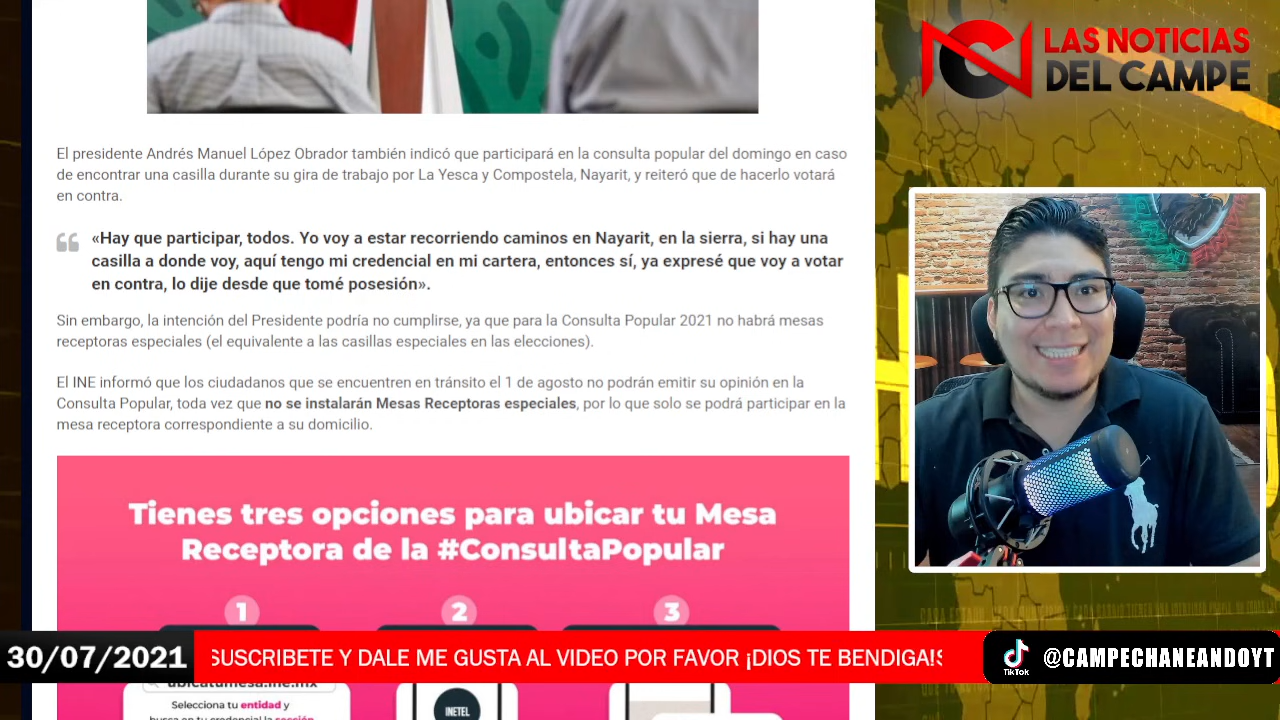 LAS NOTICIAS
DEL CAMPE
El presidente Andrés Manuel López Obrador también indicó que participará en la consulta popular del domingo en caso
de encontrar una casilla durante su gira de trabajo por La Yesca y Compostela, Nayarit, y reiteró que de hacerlo votará
en contra.
«Hay que participar, todos. Yo voy a estar recorriendo caminos en Nayarit, en la sierra, si hay una
casilla a donde voy, aquí tengo mi credencial en mi cartera, entonces sí, ya expresé que voy a votar
en contra, lo dije desde que tomé posesión».
Sin embargo, la intención del Presidente podría no cumplirse, ya que para la Consulta Popular 2021 no habrá mesas
receptoras especiales (el equivalente a las casillas especiales en las elecciones).
El INE informó que los ciudadanos que se encuentren en tránsito el 1 de agosto no podrán emitir su opinión en la
Consulta Popular, toda vez que no se instalarán Mesas Receptoras especiales, por lo que solo se podrá participar en la
mesa receptora correspondiente a su domicilio.
Tienes tres opciones para ubicar tu Mesa
Receptora de la #ConsultaPopular
1 2 3
30/07/2021
SUSCRIBETE Y DALE ME GUSTA AL VIDEO POR FAVOR ¡DIOS TE BENDIGA!
TikTok
@CAMPECHANEANDOYT
ubicatumesa.ine.mx
Selecciona tu entidad y
busca en tu credencial la sección
INETEL